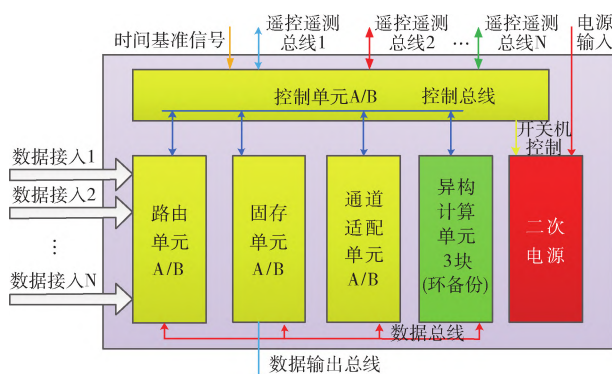 时间基准信号
遥控遥测
总线1
遥控遥测
总线2
…
遥控遥测
总线N
电源
输入
控制单元A/B
控制总线
开关机
控制
数据接入1
数据接入2
⋮
数据接入N
路由
单元
A/B
固存
单元
A/B
通道
适配
单元
A/B
异构
计算
单元
3块
(环备份)
二次
电源
数据总线
数据输出总线